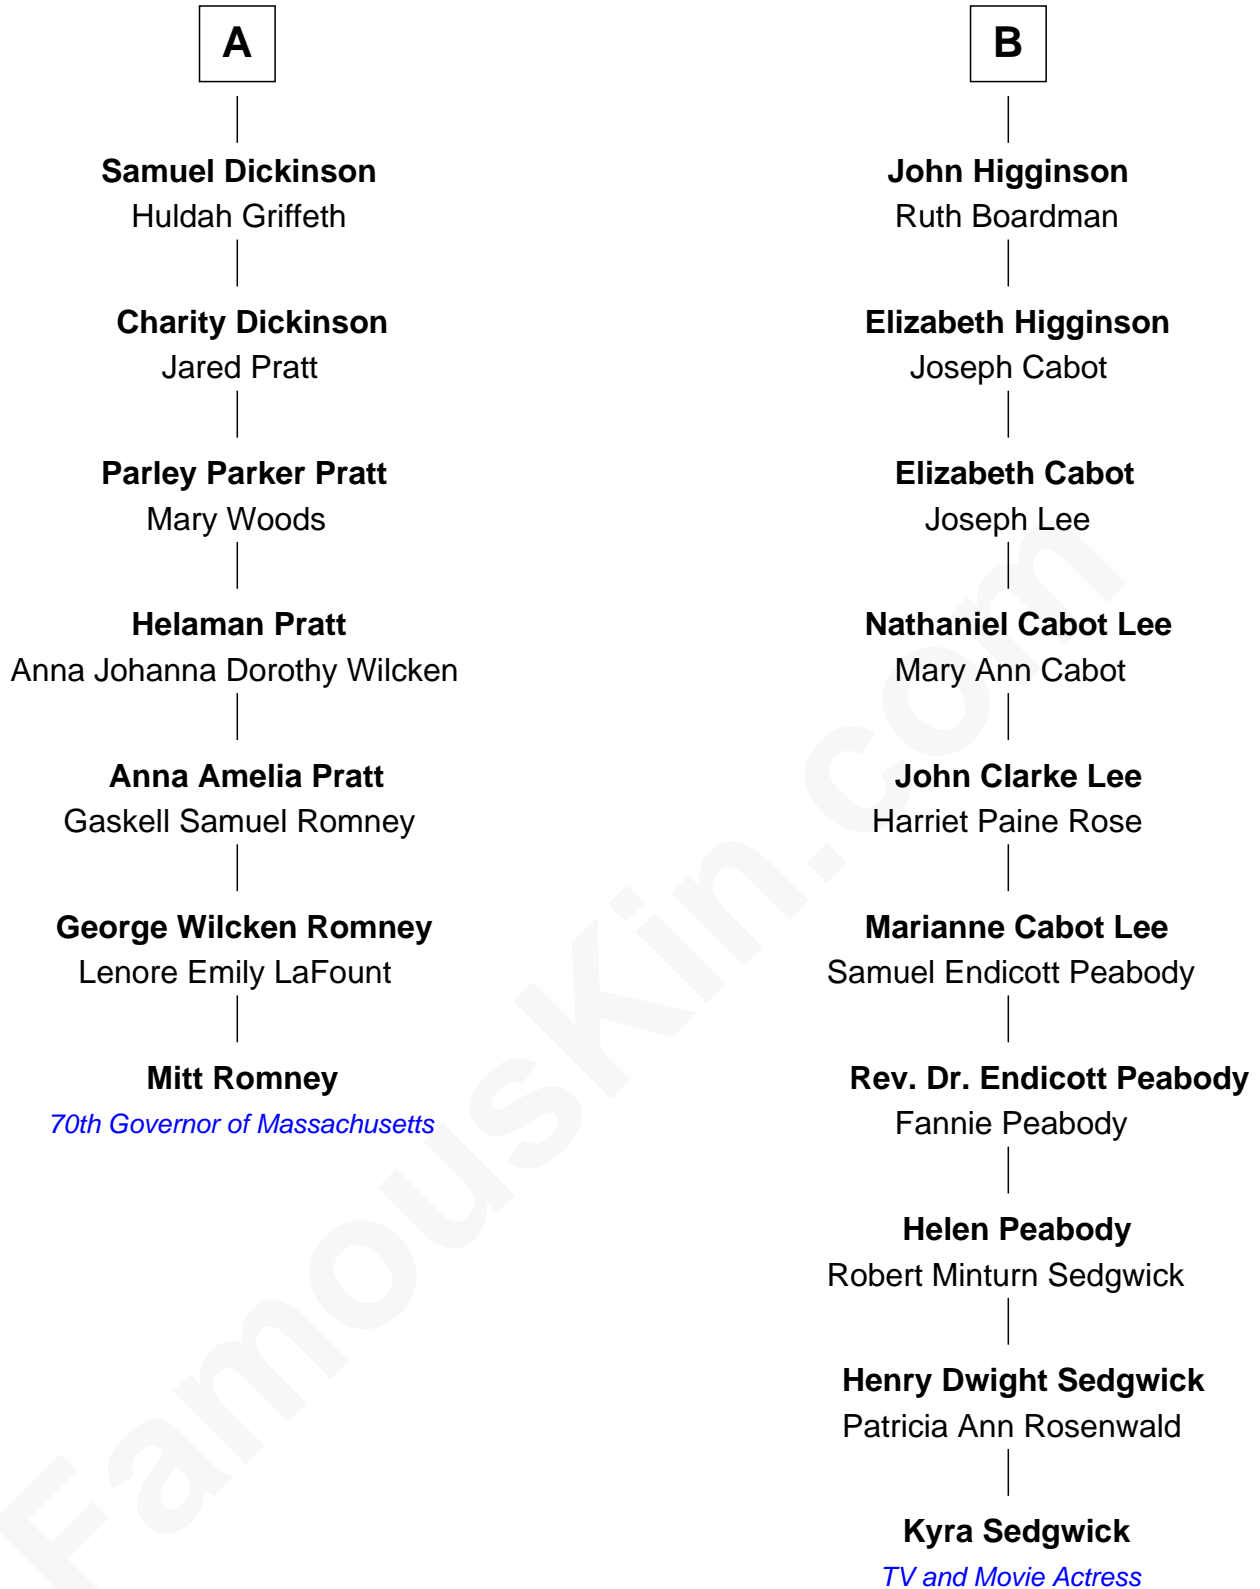 A
Samuel Dickinson
Huldah Griffeth
Charity Dickinson
Jared Pratt
Parley Parker Pratt
Mary Woods
Helaman Pratt
Anna Johanna Dorothy Wilcken
Anna Amelia Pratt
Gaskell Samuel Romney
George Wilcken Romney
Lenore Emily LaFount
Mitt Romney
70th Governor of Massachusetts
B
John Higginson
Ruth Boardman
Elizabeth Higginson
Joseph Cabot
Elizabeth Cabot
Joseph Lee
Nathaniel Cabot Lee
Mary Ann Cabot
John Clarke Lee
Harriet Paine Rose
Marianne Cabot Lee
Samuel Endicott Peabody
Rev. Dr. Endicott Peabody
Fannie Peabody
Helen Peabody
Robert Minturn Sedgwick
Henry Dwight Sedgwick
Patricia Ann Rosenwald
Kyra Sedgwick
TV and Movie Actress
FamousKin.com